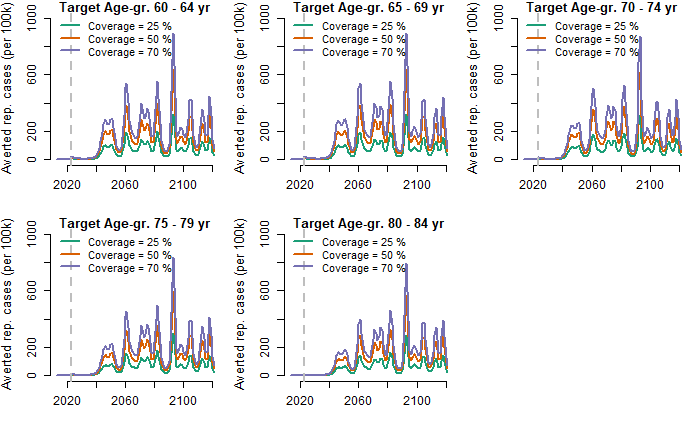 Target Age-gr. 60 - 64 yr
Averted rep. cases (per 100k)
0 200 600 1000
Coverage = 25 %
Coverage = 50 %
Coverage = 70 %
2020 2060 2100
Target Age-gr. 65 - 69 yr
Averted rep. cases (per 100k)
0 200 600 1000
Coverage = 25 %
Coverage = 50 %
Coverage = 70 %
2020 2060 2100
Target Age-gr. 70 - 74 yr
Averted rep. cases (per 100k)
0 200 600 1000
Coverage = 25 %
Coverage = 50 %
Coverage = 70 %
2020 2060 2100
Target Age-gr. 75 - 79 yr
Averted rep. cases (per 100k)
0 200 600 1000
Coverage = 25 %
Coverage = 50 %
Coverage = 70 %
2020 2060 2100
Target Age-gr. 80 - 84 yr
Averted rep. cases (per 100k)
0 200 600 1000
Coverage = 25 %
Coverage = 50 %
Coverage = 70 %
2020 2060 2100